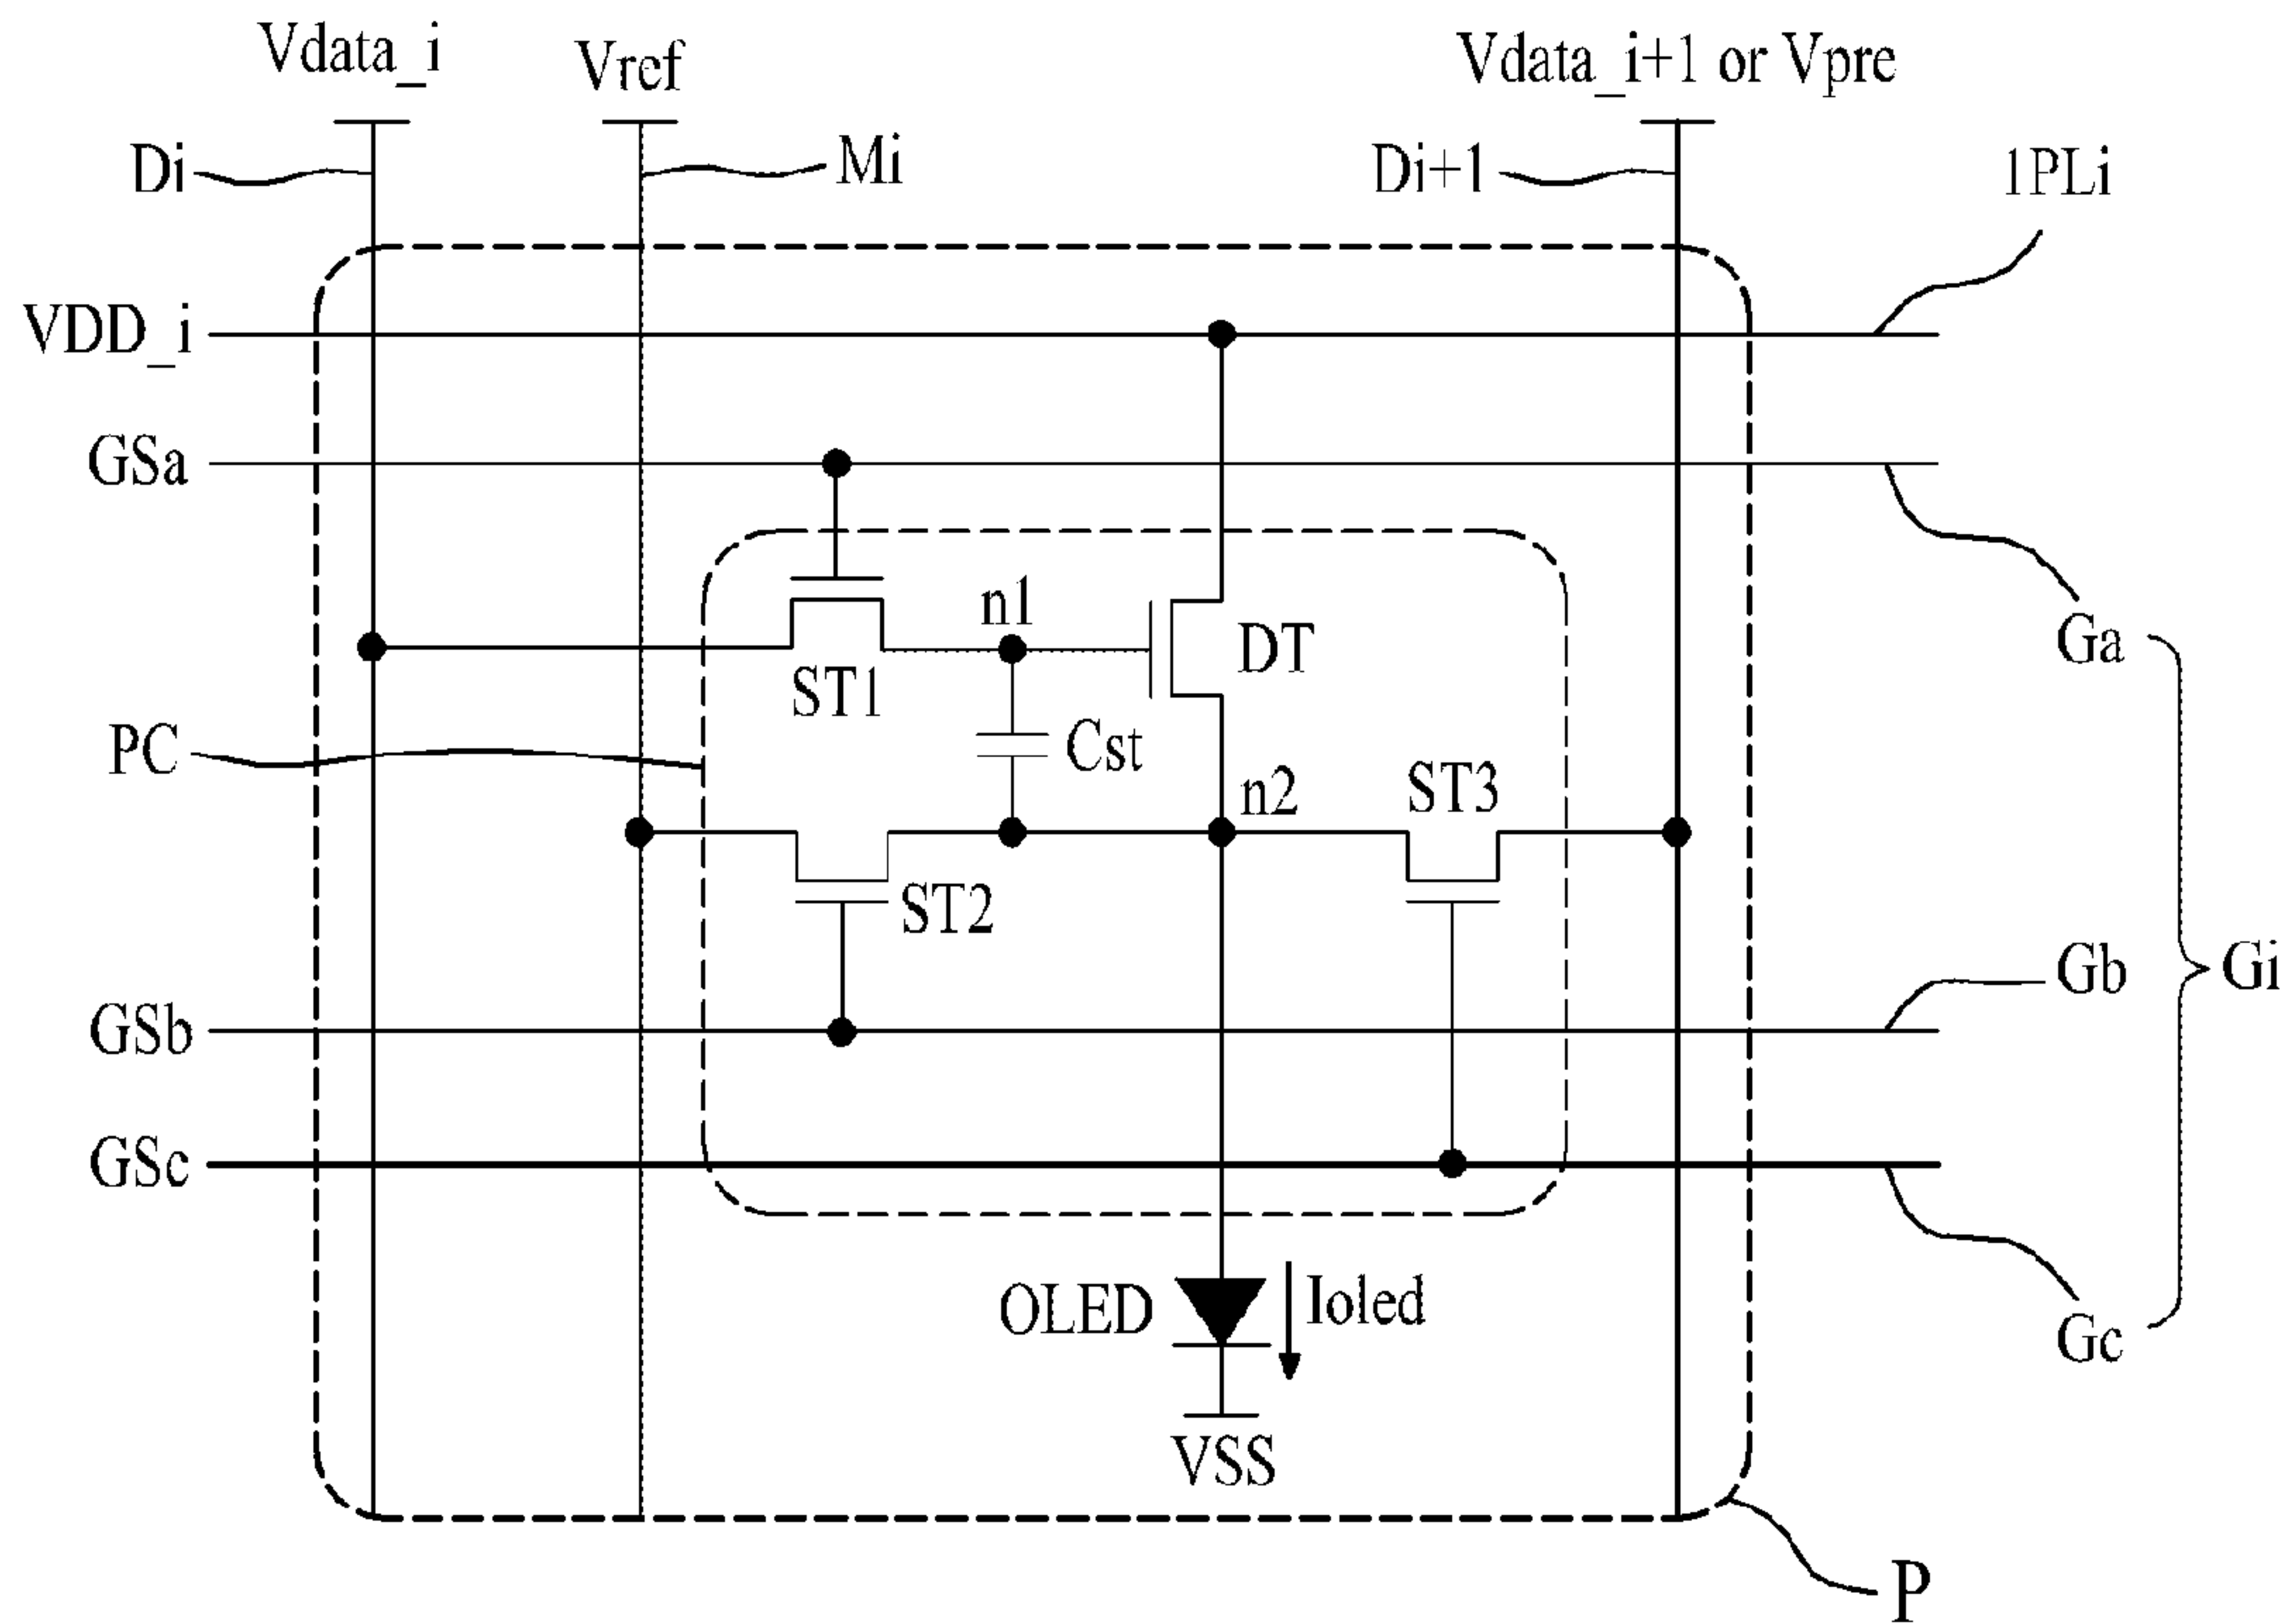 Vdata_i
Vref
Vdata_i+1 or Vpre
Di
Mi
Di+1
1PLi
VDD_i
GSa
n1
DT
Ga
ST1
PC
Cst
n2
ST3
ST2
Gb
Gi
GSb
GSc
OLED
Ioled
Gc
VSS
P